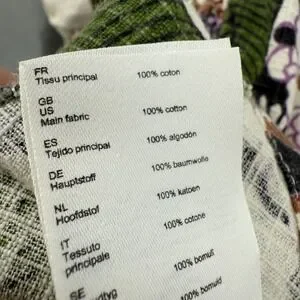 FR
Tissu principal 100% coton
GB
US
Main fabric 100% cotton
ES
Tejido principal 100% algodón
DE
Hauptstoff 100% baumwolle
NL
Hoofdstof 100% katoen
IT
Tessuto
principale 100% cotone
SE 100% bomull
100% bomuld